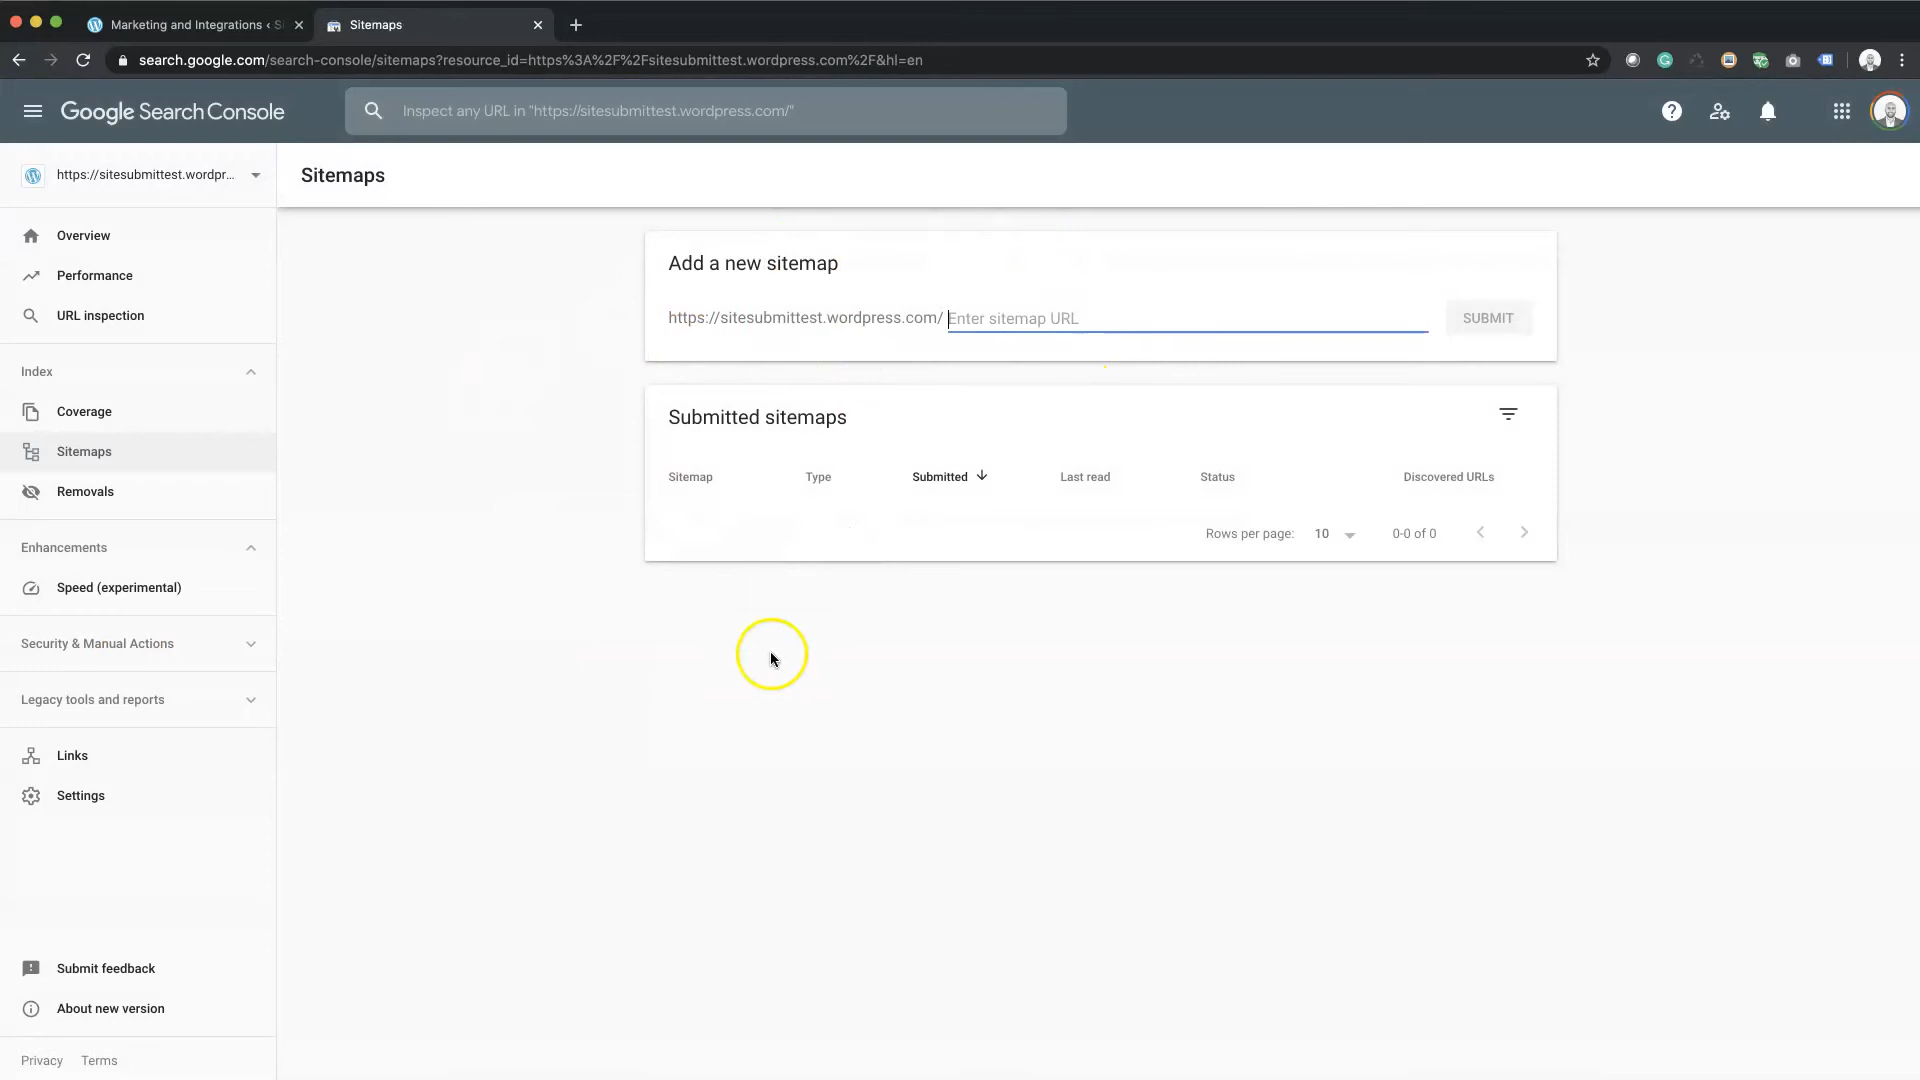 Marketing and Integrations ‹ S
Sitemaps
search.google.com/search-console/sitemaps?resource_id=https%3A%2F%2Fsitesubmittest.wordpress.com%2F&hl=en
Google Search Console
Inspect any URL in "https://sitesubmittest.wordpress.com/"
https://sitesubmittest.wordpr...
Sitemaps
Overview
Performance
URL inspection
Index
Coverage
Sitemaps
Removals
Enhancements
Speed (experimental)
Security & Manual Actions
Legacy tools and reports
Links
Settings
Submit feedback
About new version
Privacy Terms
Add a new sitemap
https://sitesubmittest.wordpress.com/ Enter sitemap URL SUBMIT
Submitted sitemaps
Sitemap Type Submitted Last read Status Discovered URLs
Rows per page: 10 0-0 of 0